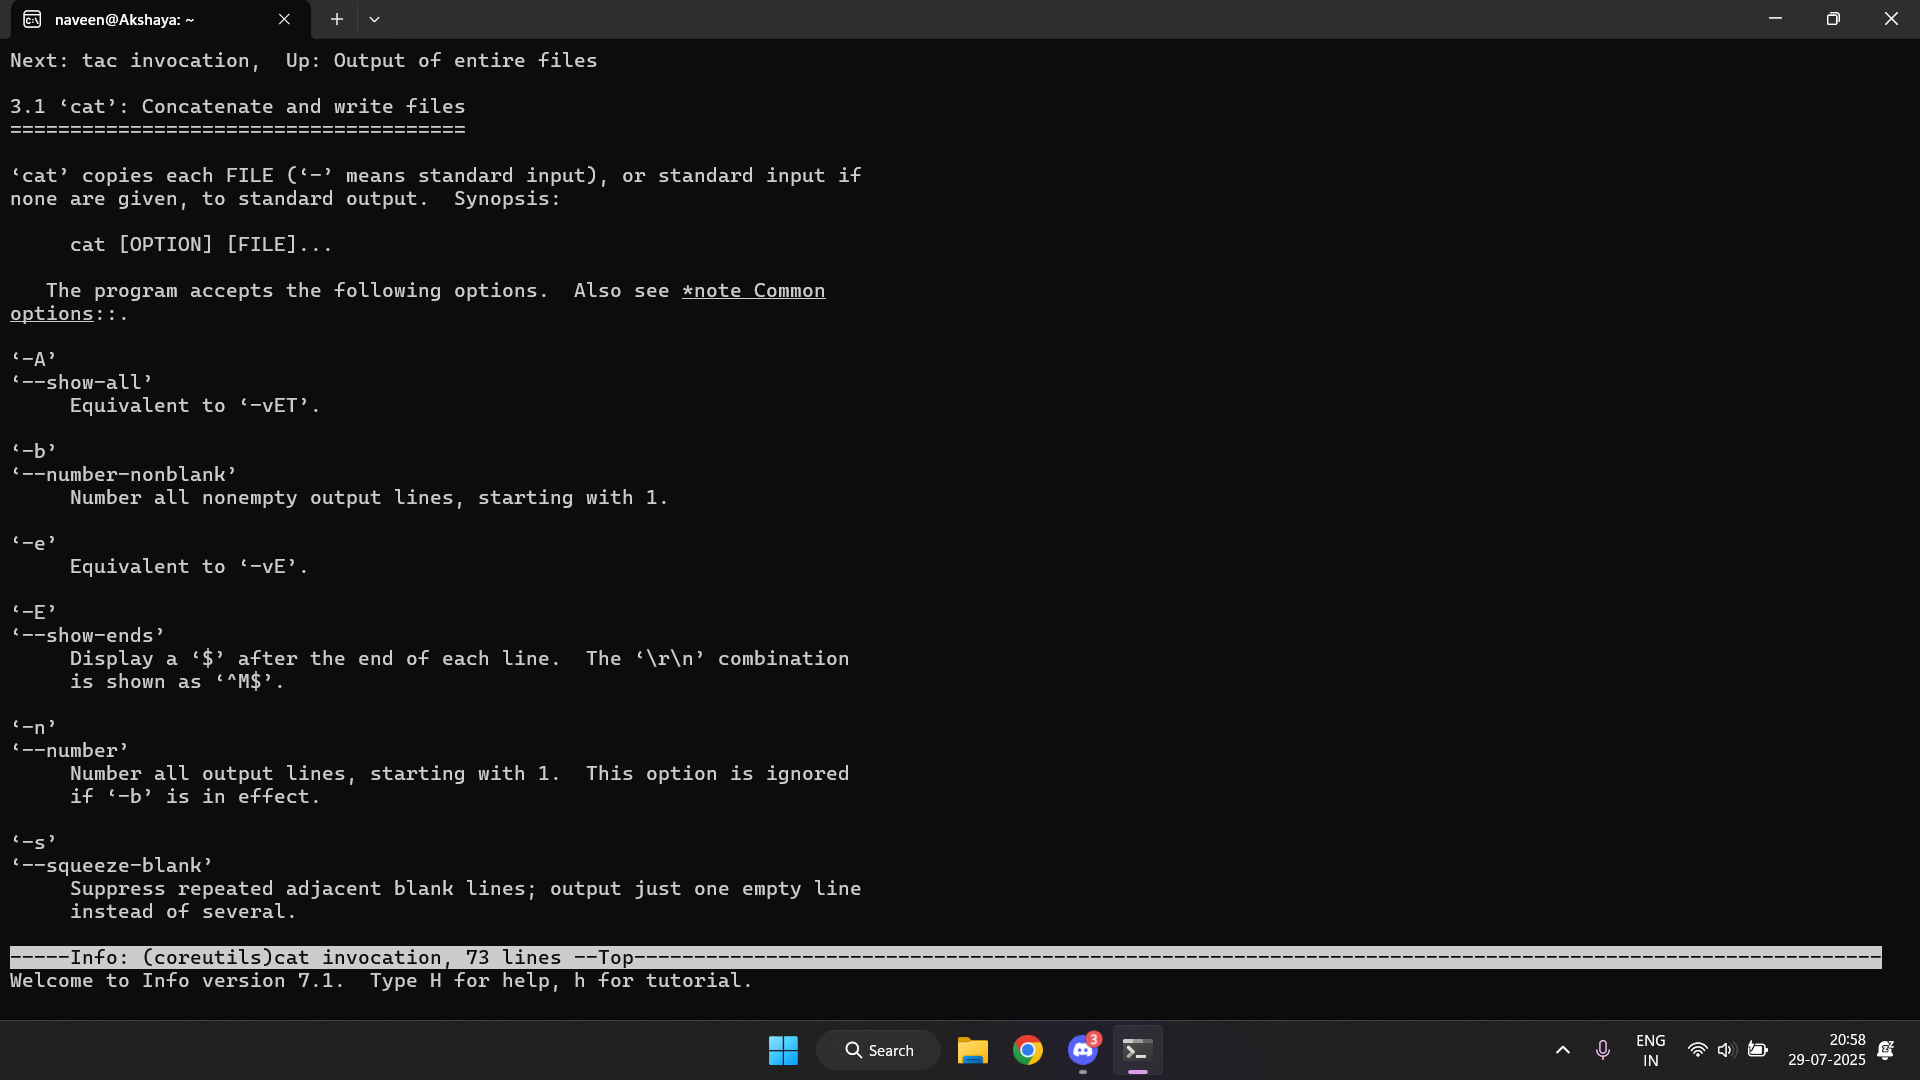 naveen@Akshaya: ~
Next: tac invocation,  Up: Output of entire files
3.1 ‘cat’: Concatenate and write files
======================================
‘cat’ copies each FILE (‘-’ means standard input), or standard input if
none are given, to standard output.  Synopsis:
     cat [OPTION] [FILE]...
   The program accepts the following options.  Also see *note Common
options::.
‘-A’
‘--show-all’
     Equivalent to ‘-vET’.
‘-b’
‘--number-nonblank’
     Number all nonempty output lines, starting with 1.
‘-e’
     Equivalent to ‘-vE’.
‘-E’
‘--show-ends’
     Display a ‘$’ after the end of each line.  The ‘\r\n’ combination
     is shown as ‘^M$’.
‘-n’
‘--number’
     Number all output lines, starting with 1.  This option is ignored
     if ‘-b’ is in effect.
‘-s’
‘--squeeze-blank’
     Suppress repeated adjacent blank lines; output just one empty line
     instead of several.
-----Info: (coreutils)cat invocation, 73 lines --Top--------------------------------------------------------------------------------------------------------
Welcome to Info version 7.1.  Type H for help, h for tutorial.
Search
3
ENG
IN
20:58
29-07-2025